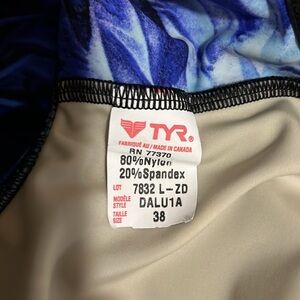 TYR®
FABRIQUÉ AU / MADE IN CANADA
RN 77370
80%Nylon
20%Spandex
LOT 7832 L-ZD
MODÈLE
STYLE DALU1A
TAILLE
SIZE 38